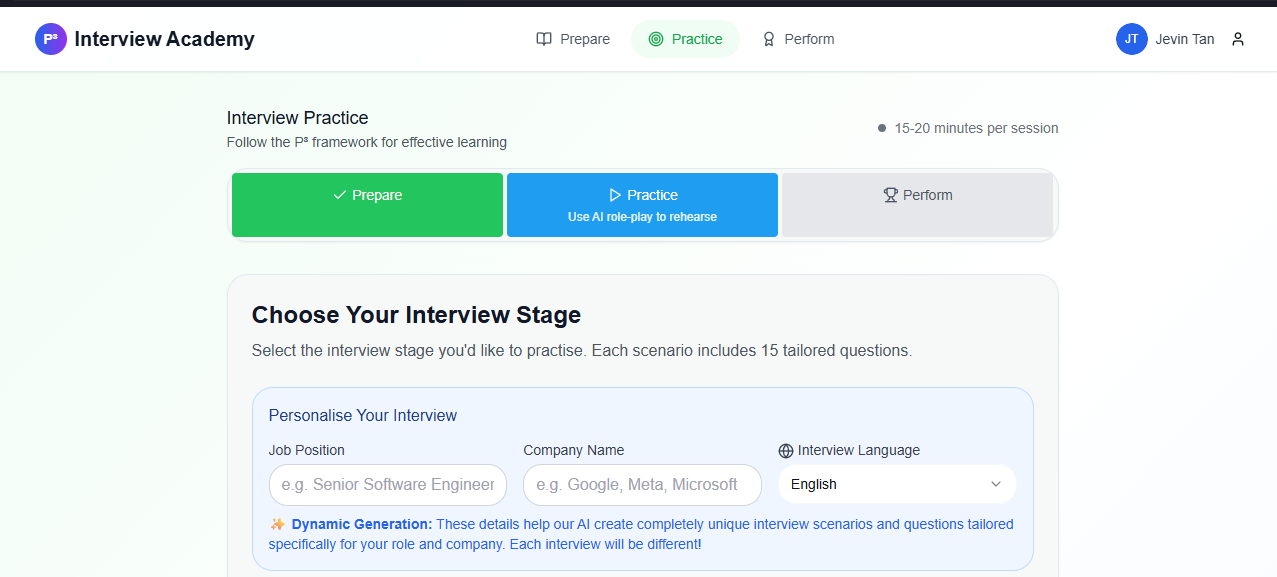 P³ Interview Academy
Prepare
Practice
Perform
JT Jevin Tan
Interview Practice
Follow the P³ framework for effective learning
15-20 minutes per session
Prepare
Practice
Use AI role-play to rehearse
Perform
Choose Your Interview Stage
Select the interview stage you'd like to practise. Each scenario includes 15 tailored questions.
Personalise Your Interview
Job Position
e.g. Senior Software Engineer
Company Name
e.g. Google, Meta, Microsoft
Interview Language
English
✨ Dynamic Generation: These details help our AI create completely unique interview scenarios and questions tailored
specifically for your role and company. Each interview will be different!